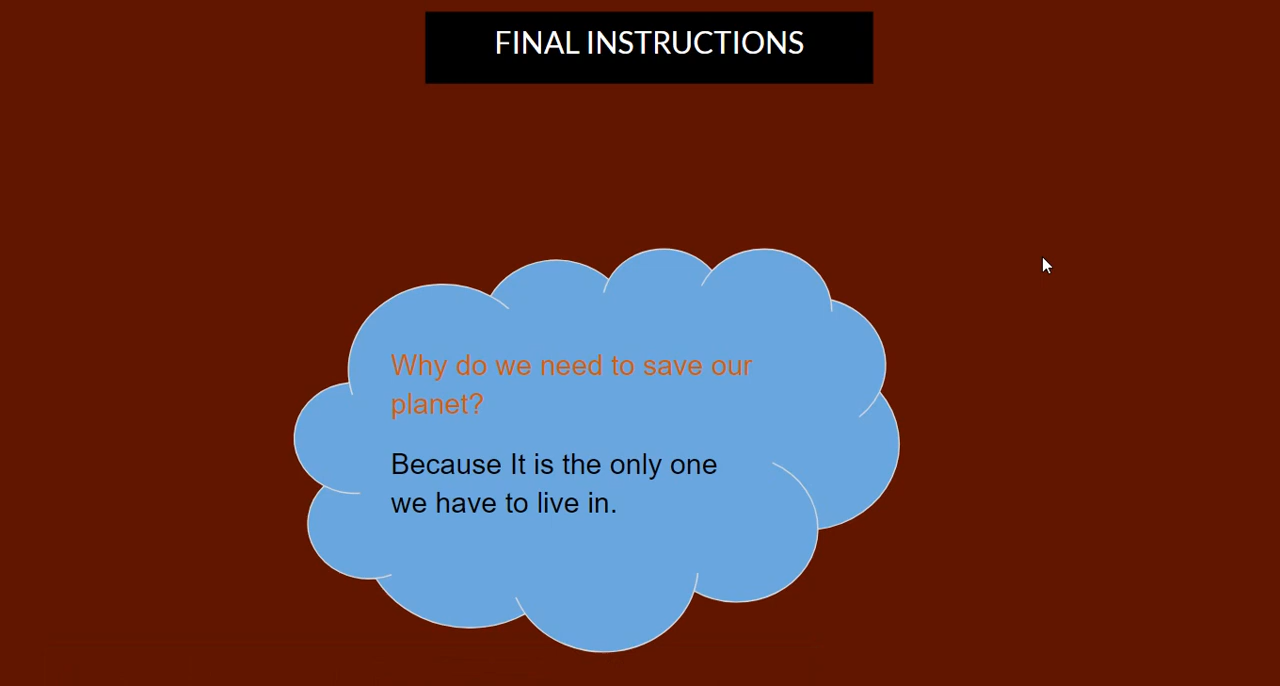 FINAL INSTRUCTIONS
Why do we need to save our
planet?
Because It is the only one
we have to live in.